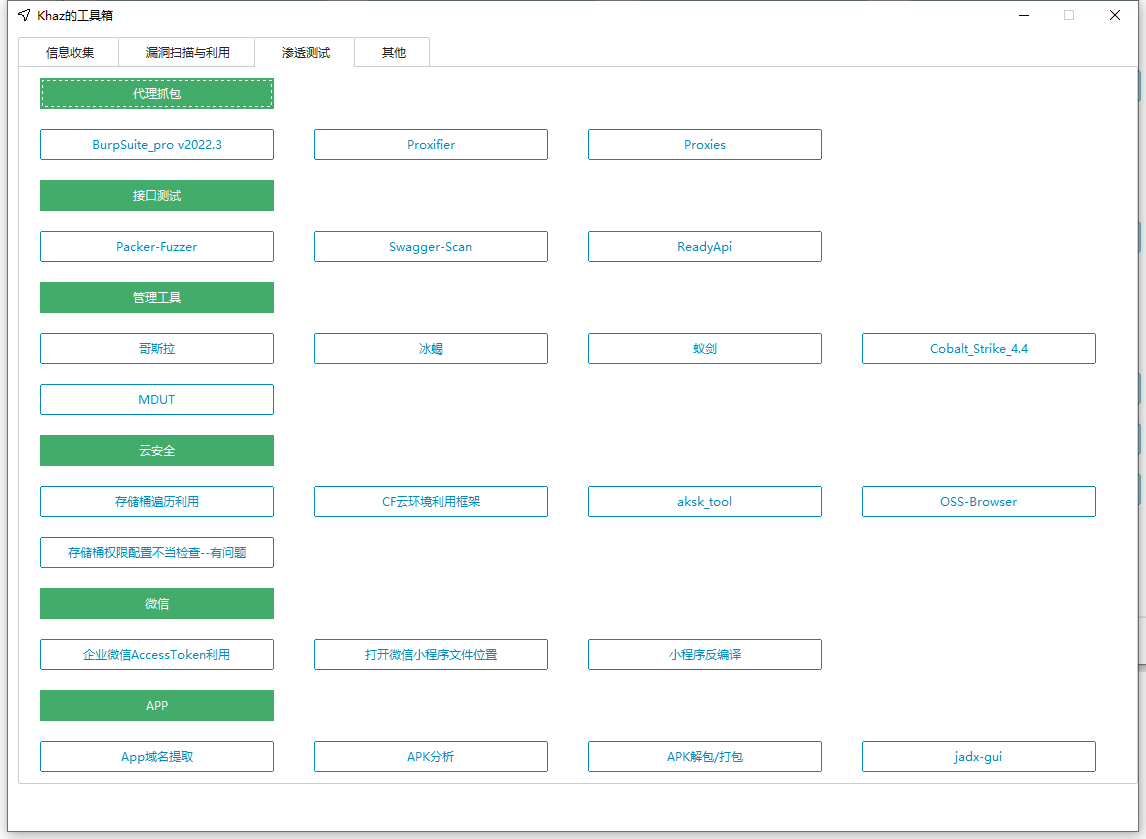 Khaz的工具箱
信息收集 漏洞扫描与利用 渗透测试 其他
代理抓包
BurpSuite_pro v2022.3 Proxifier Proxies
接口测试
Packer-Fuzzer Swagger-Scan ReadyApi
管理工具
哥斯拉 冰蝎 蚁剑 Cobalt_Strike_4.4
MDUT
云安全
存储桶遍历利用 CF云环境利用框架 aksk_tool OSS-Browser
存储桶权限配置不当检查--有问题
微信
企业微信AccessToken利用 打开微信小程序文件位置 小程序反编译
APP
App域名提取 APK分析 APK解包/打包 jadx-gui